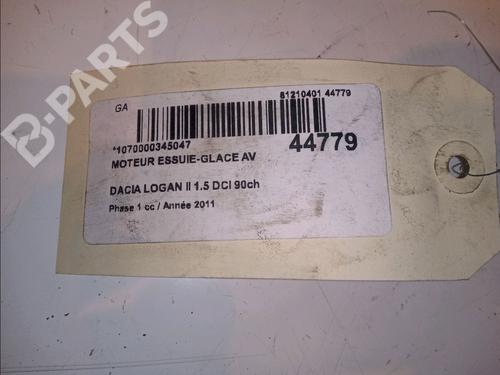 GA
81210401 44779
*1070000345047
44779
MOTEUR ESSUIE-GLACE AV
DACIA LOGAN II 1.5 DCI 90ch
Phase 1 cc / Année 2011
B-PARTS